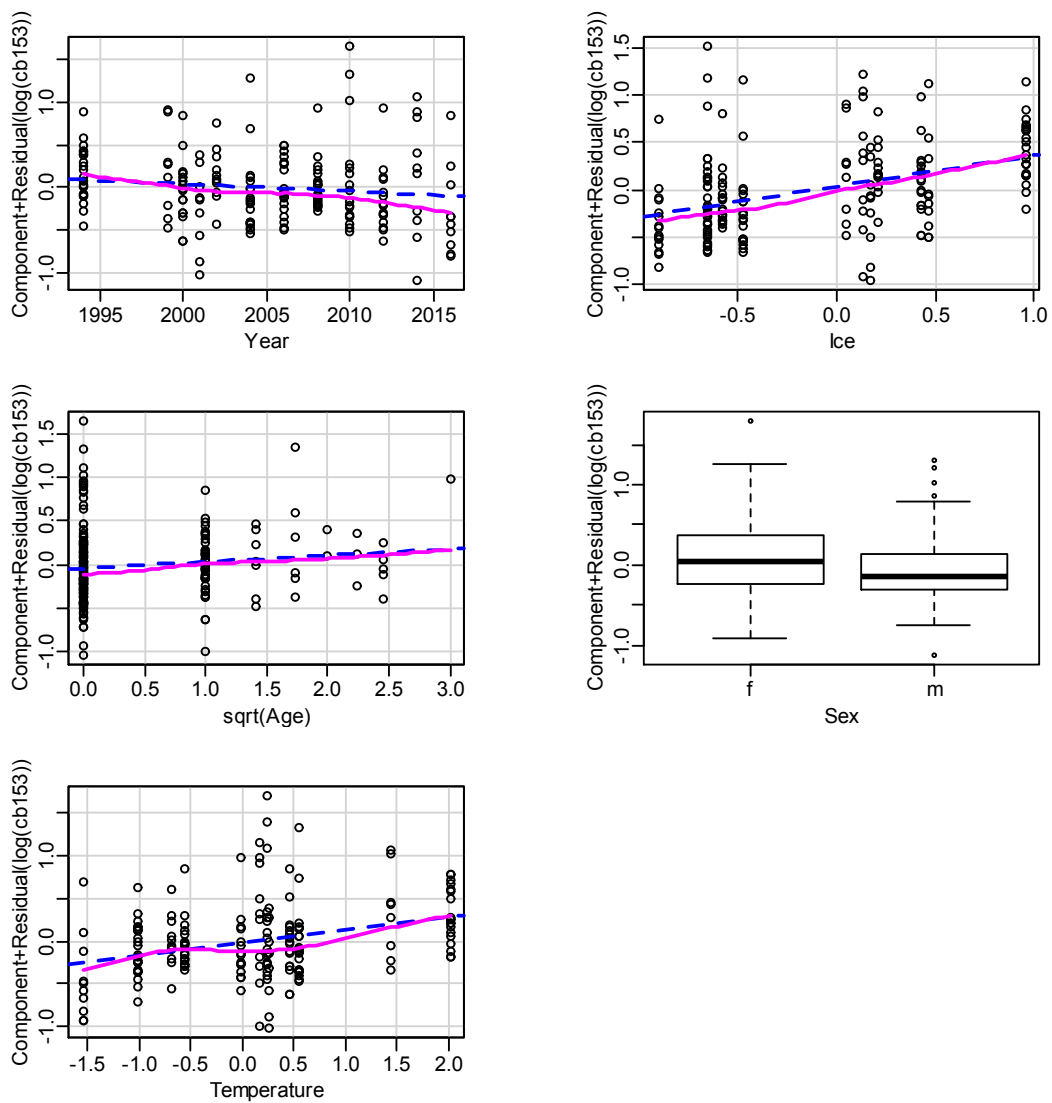 Component+Residual(log(cb153))
-1.0 0.0 1.0
1995 2000 2005 2010 2015
Year
Component+Residual(log(cb153))
-1.0 0.0 0.5 1.0 1.5
-0.5 0.0 0.5 1.0
Ice
Component+Residual(log(cb153))
-1.0 0.0 0.5 1.0 1.5
0.0 0.5 1.0 1.5 2.0 2.5 3.0
sqrt(Age)
Component+Residual(log(cb153))
-1.0 0.0 1.0
f m
Sex
Component+Residual(log(cb153))
-1.0 0.0 1.0
-1.5 -1.0 -0.5 0.0 0.5 1.0 1.5 2.0
Temperature